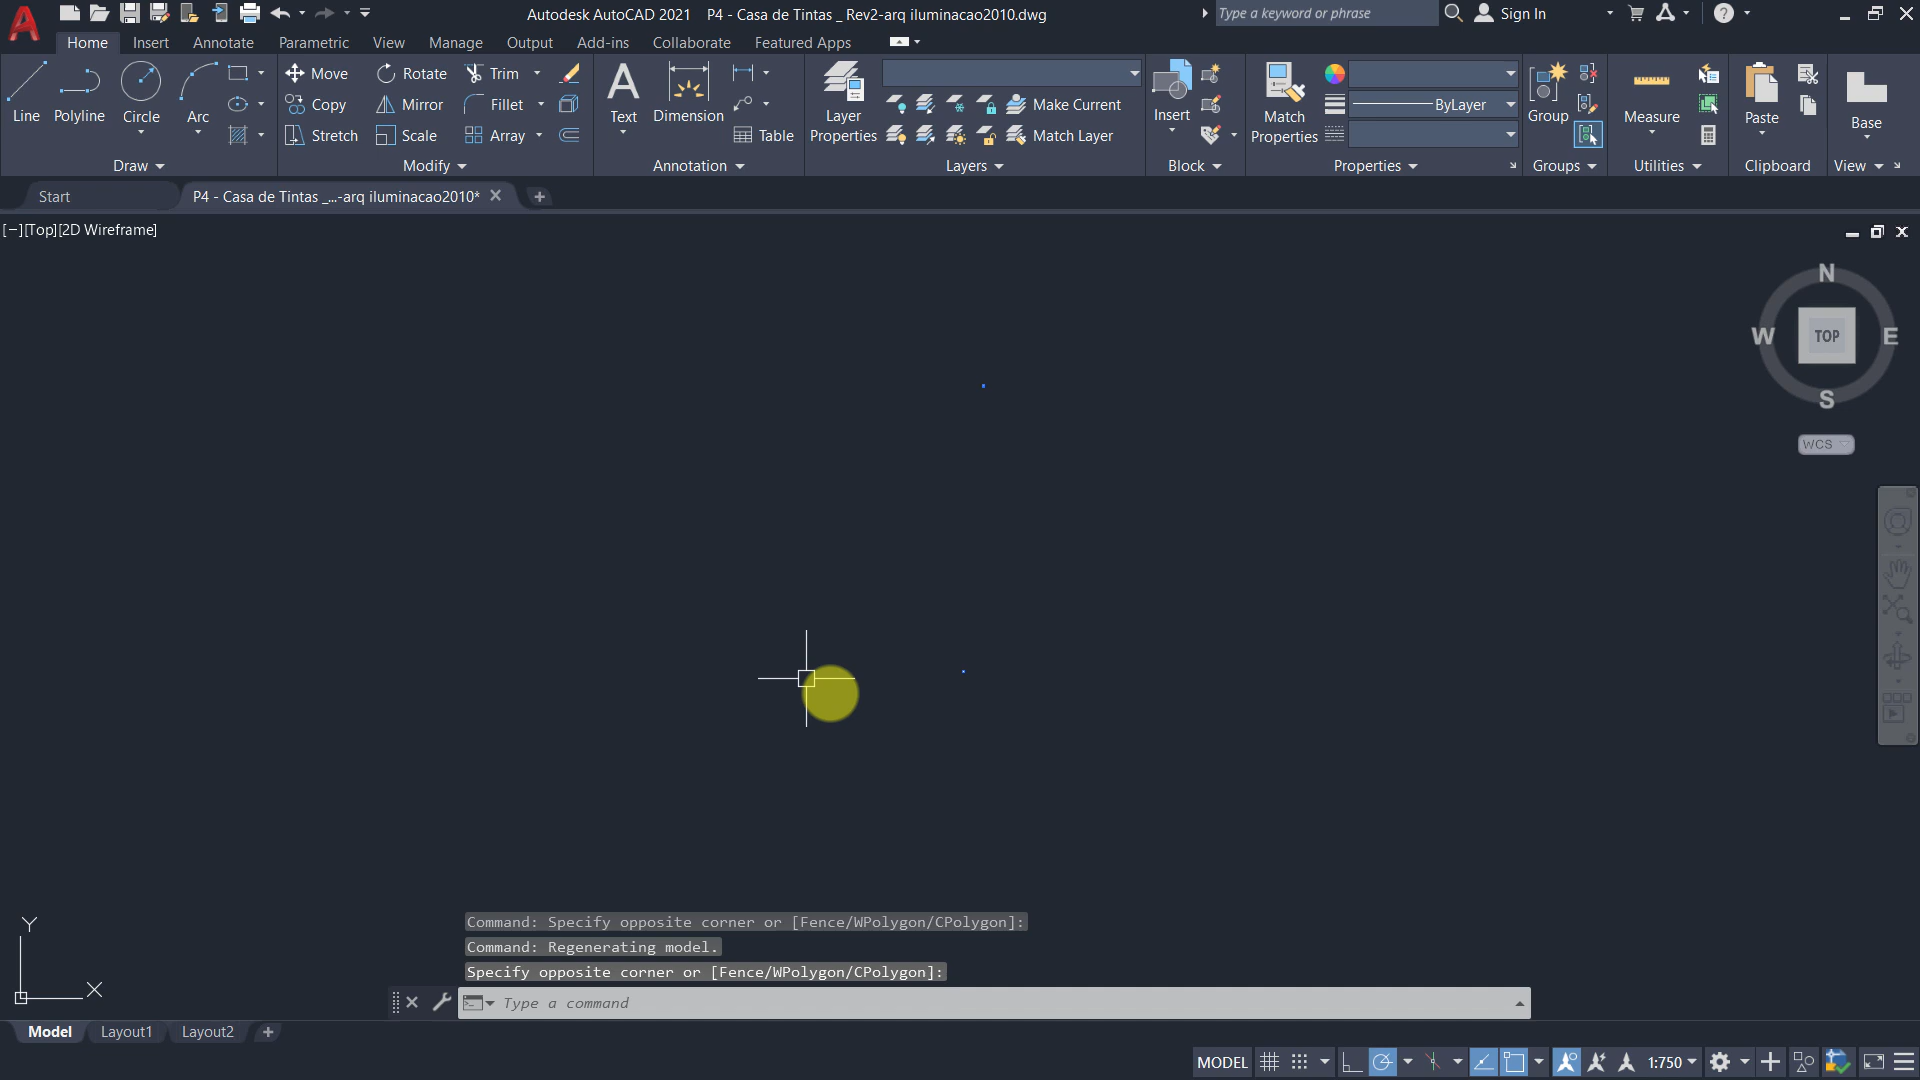 Autodesk AutoCAD 2021 P4 - Casa de Tintas _ Rev2-arq iluminacao2010.dwg
Type a keyword or phrase
Sign In
Home Insert Annotate Parametric View Manage Output Add-ins Collaborate Featured Apps
Line Polyline Circle Arc
Move Rotate Trim
Copy Mirror Fillet
Stretch Scale Array
Text Dimension Table
Layer Properties
Make Current
Match Layer
Insert
Match Properties
ByLayer
Group
Measure
Paste
Base
Draw Modify Annotation Layers Block Properties Groups Utilities Clipboard View
Start
P4 - Casa de Tintas _...-arq iluminacao2010*
[−][Top][2D Wireframe]
N
W TOP E
S
WCS
Y
X
Command: Specify opposite corner or [Fence/WPolygon/CPolygon]:
Command: Regenerating model.
Specify opposite corner or [Fence/WPolygon/CPolygon]:
Type a command
Model Layout1 Layout2
MODEL
1:750